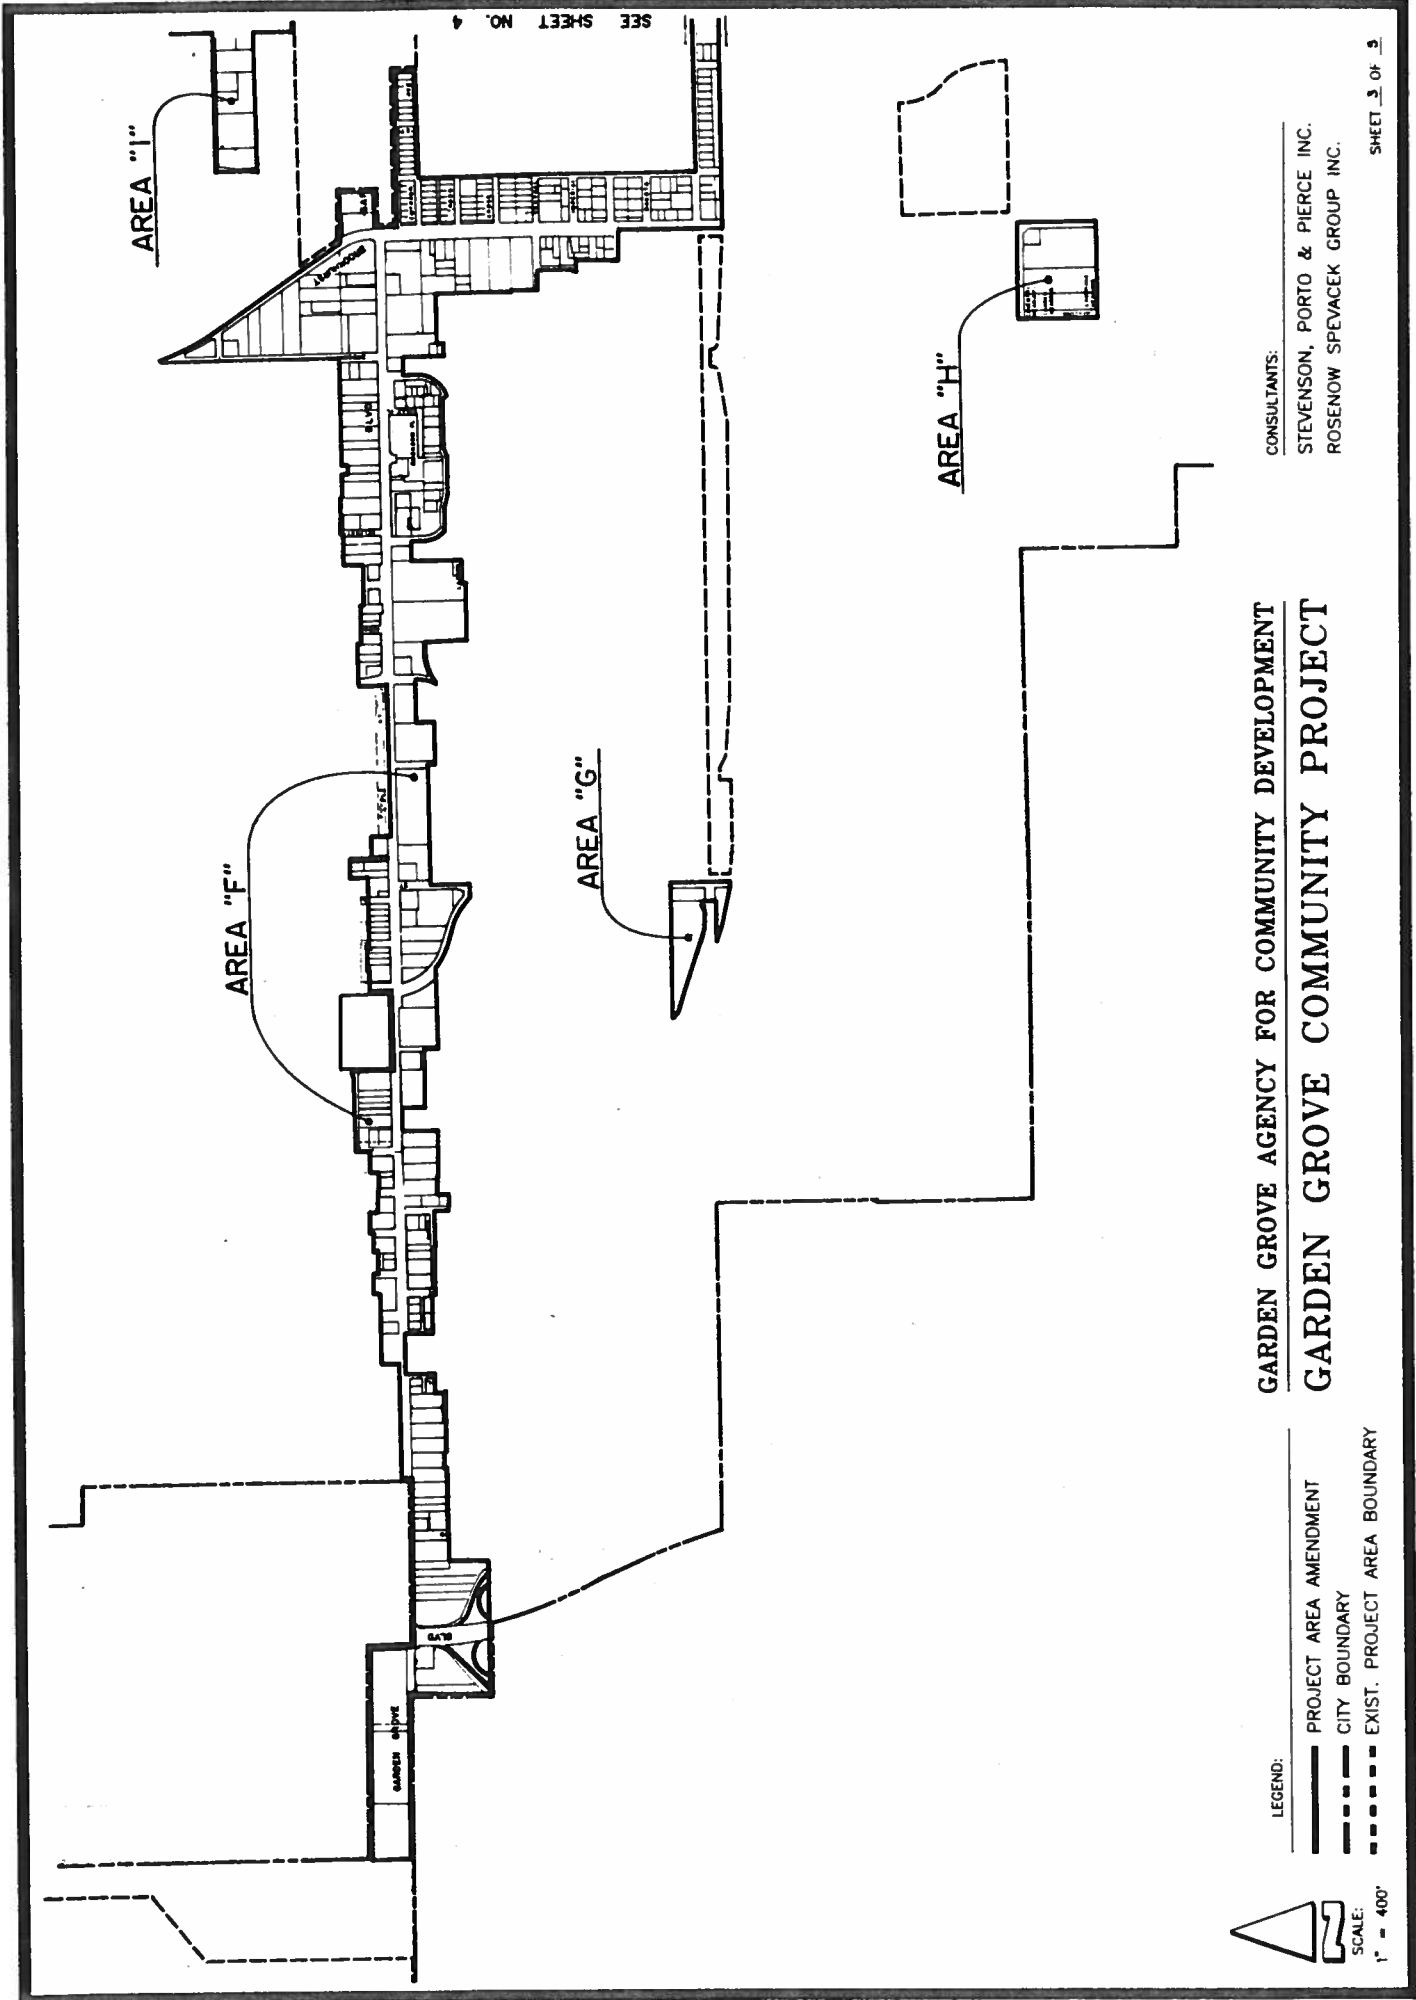 SEE SHEET NO. 4
AREA "I"
BROOKHURST
BLVD
AREA "F"
AREA "G"
AREA "H"
BLVD
GARDEN GROVE
LEGEND:
PROJECT AREA AMENDMENT
CITY BOUNDARY
EXIST. PROJECT AREA BOUNDARY
SCALE:
1" = 400'
GARDEN GROVE AGENCY FOR COMMUNITY DEVELOPMENT
GARDEN GROVE COMMUNITY PROJECT
CONSULTANTS:
STEVENSON, PORTO & PIERCE INC.
ROSENOW SPEVACEK GROUP INC.
SHEET 3 OF 5